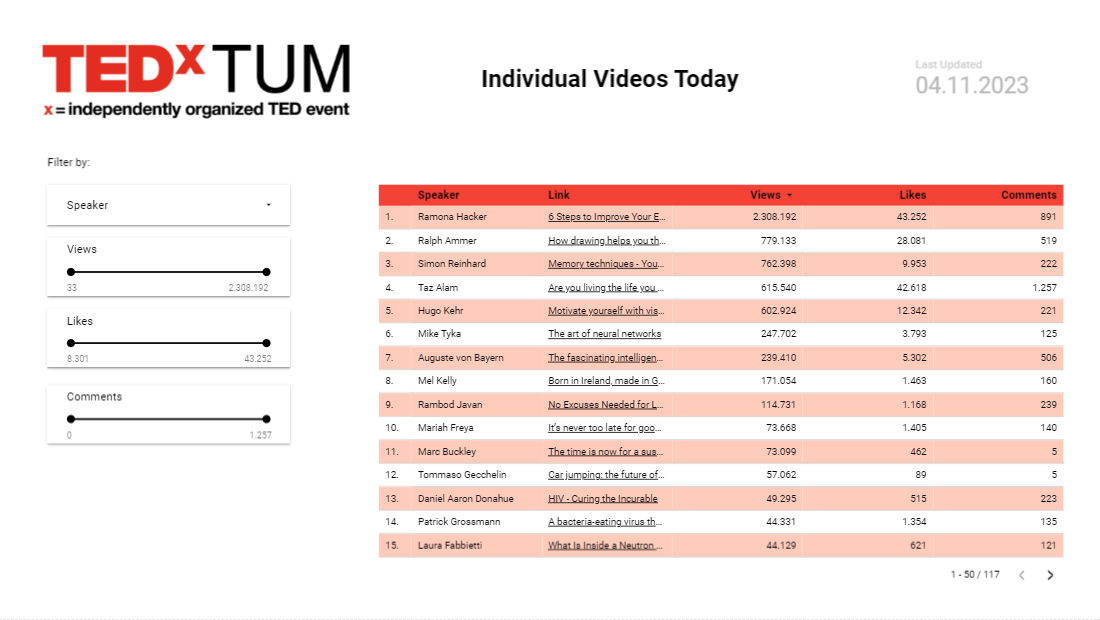 TEDxTUM
x = independently organized TED event
Individual Videos Today
Last Updated
04.11.2023
Filter by:
Speaker
Views
33 2.308.192
Likes
8.301 43.252
Comments
0 1.257
Speaker Link Views Likes Comments
1. Ramona Hacker 6 Steps to Improve Your E... 2.308.192 43.252 891
2. Ralph Ammer How drawing helps you th... 779.133 28.081 519
3. Simon Reinhard Memory techniques - You... 762.398 9.953 222
4. Taz Alam Are you living the life you ... 615.540 42.618 1.257
5. Hugo Kehr Motivate yourself with vis... 602.924 12.342 221
6. Mike Tyka The art of neural networks 247.702 3.793 125
7. Auguste von Bayern The fascinating intelligen... 239.410 5.302 506
8. Mel Kelly Born in Ireland, made in G... 171.054 1.463 160
9. Rambod Javan No Excuses Needed for L... 114.731 1.168 239
10. Mariah Freya It's never too late for goo... 73.668 1.405 140
11. Marc Buckley The time is now for a sus... 73.099 462 5
12. Tommaso Gecchelin Car jumping: the future of... 57.062 89 5
13. Daniel Aaron Donahue HIV - Curing the Incurable 49.295 515 223
14. Patrick Grossmann A bacteria-eating virus th... 44.331 1.354 135
15. Laura Fabbietti What Is Inside a Neutron ... 44.129 621 121
1 - 50 / 117